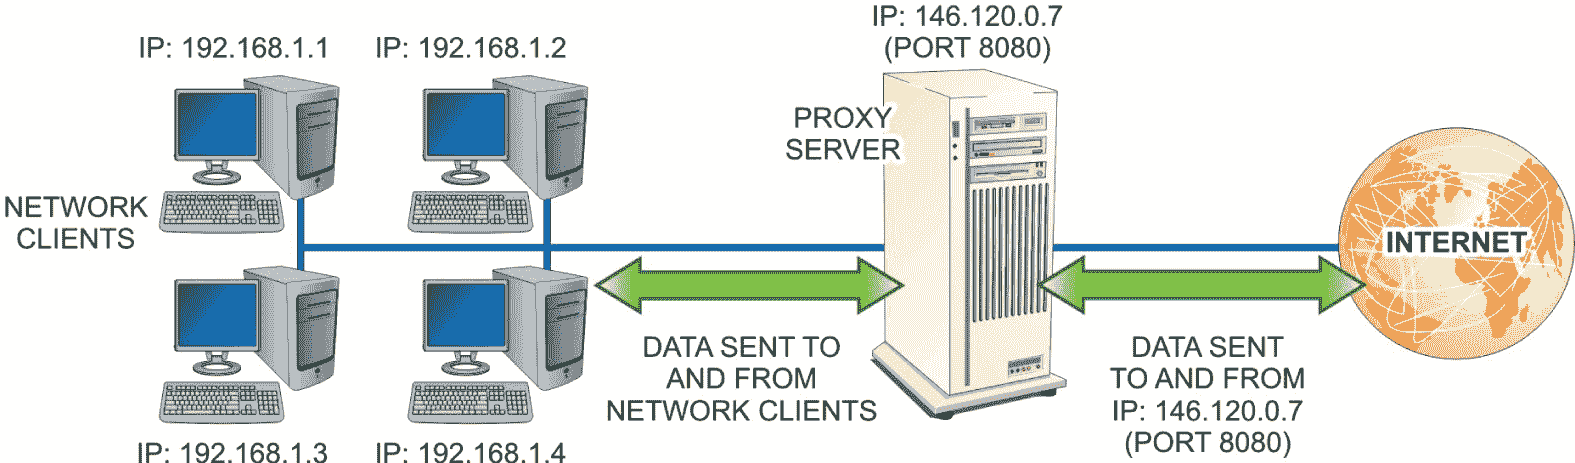 IP: 192.168.1.1
IP: 192.168.1.2
IP: 146.120.0.7
(PORT 8080)
PROXY
SERVER
NETWORK
CLIENTS
INTERNET
DATA SENT TO
AND FROM
NETWORK CLIENTS
DATA SENT
TO AND FROM
IP: 146.120.0.7
(PORT 8080)
IP: 192.168.1.3
IP: 192.168.1.4